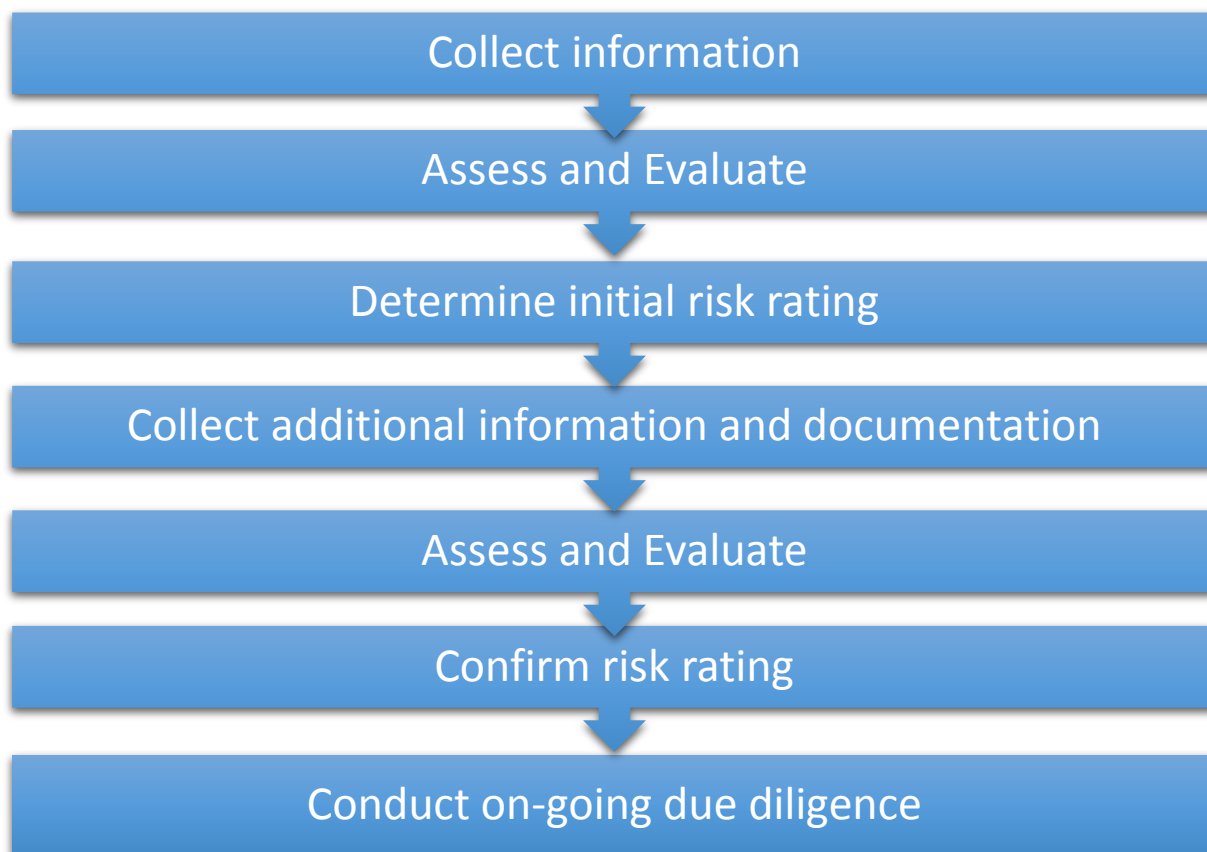 Collect information
Assess and Evaluate
Determine initial risk rating
Collect additional information and documentation
Assess and Evaluate
Confirm risk rating
Conduct on-going due diligence